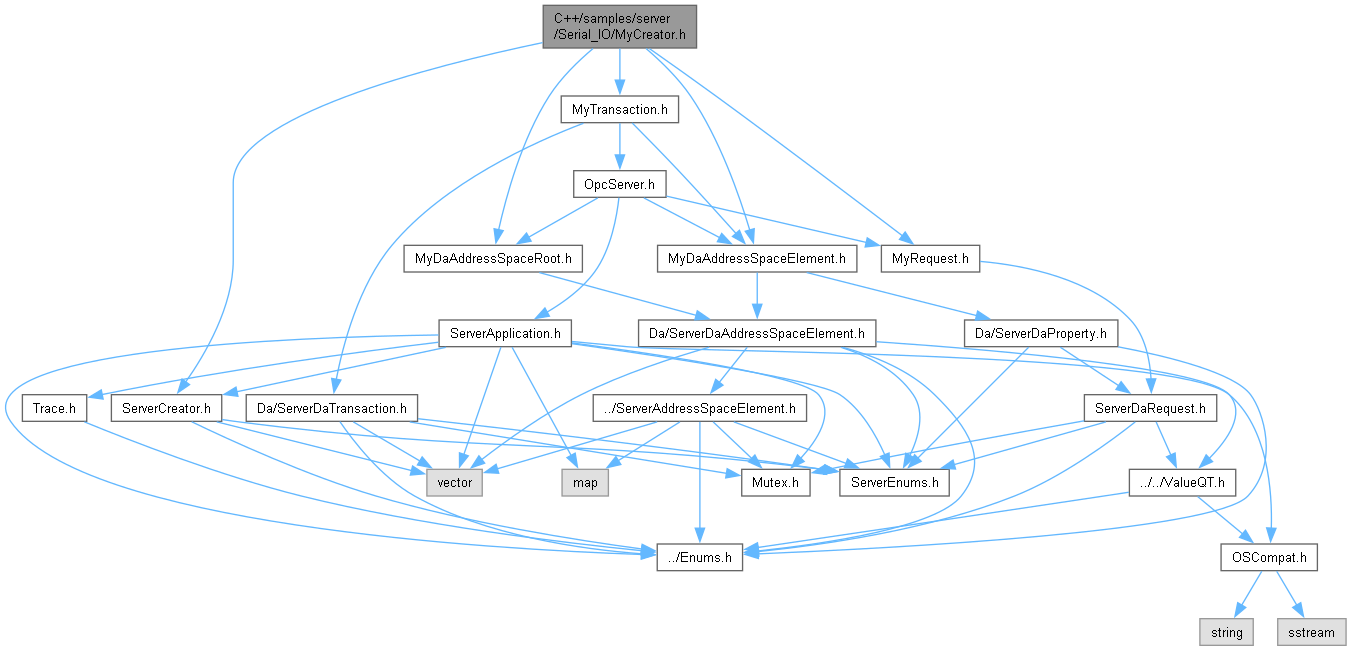 C++/samples/server
/Serial_IO/MyCreator.h
MyTransaction.h
OpcServer.h
MyDaAddressSpaceRoot.h
MyDaAddressSpaceElement.h
MyRequest.h
ServerApplication.h
Da/ServerDaAddressSpaceElement.h
Da/ServerDaProperty.h
Trace.h
ServerCreator.h
Da/ServerDaTransaction.h
../ServerAddressSpaceElement.h
ServerDaRequest.h
vector
map
Mutex.h
ServerEnums.h
../../ValueQT.h
../Enums.h
OSCompat.h
string
sstream